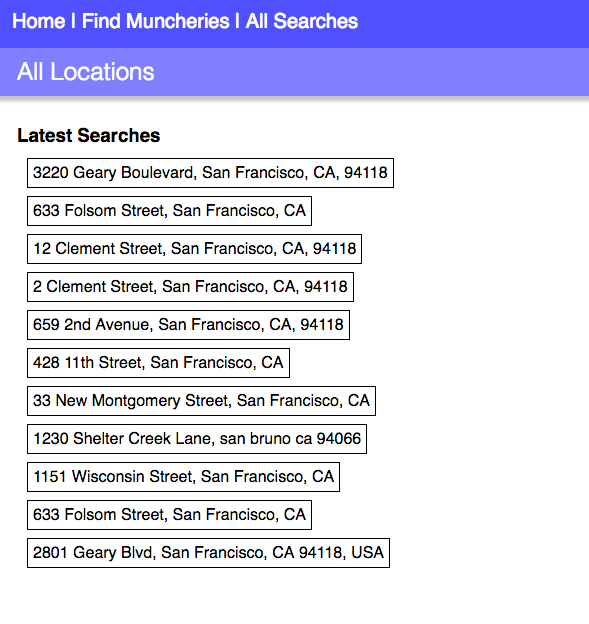 Home | Find Muncheries | All Searches
All Locations
Latest Searches
3220 Geary Boulevard, San Francisco, CA, 94118
633 Folsom Street, San Francisco, CA
12 Clement Street, San Francisco, CA, 94118
2 Clement Street, San Francisco, CA, 94118
659 2nd Avenue, San Francisco, CA, 94118
428 11th Street, San Francisco, CA
33 New Montgomery Street, San Francisco, CA
1230 Shelter Creek Lane, san bruno ca 94066
1151 Wisconsin Street, San Francisco, CA
633 Folsom Street, San Francisco, CA
2801 Geary Blvd, San Francisco, CA 94118, USA